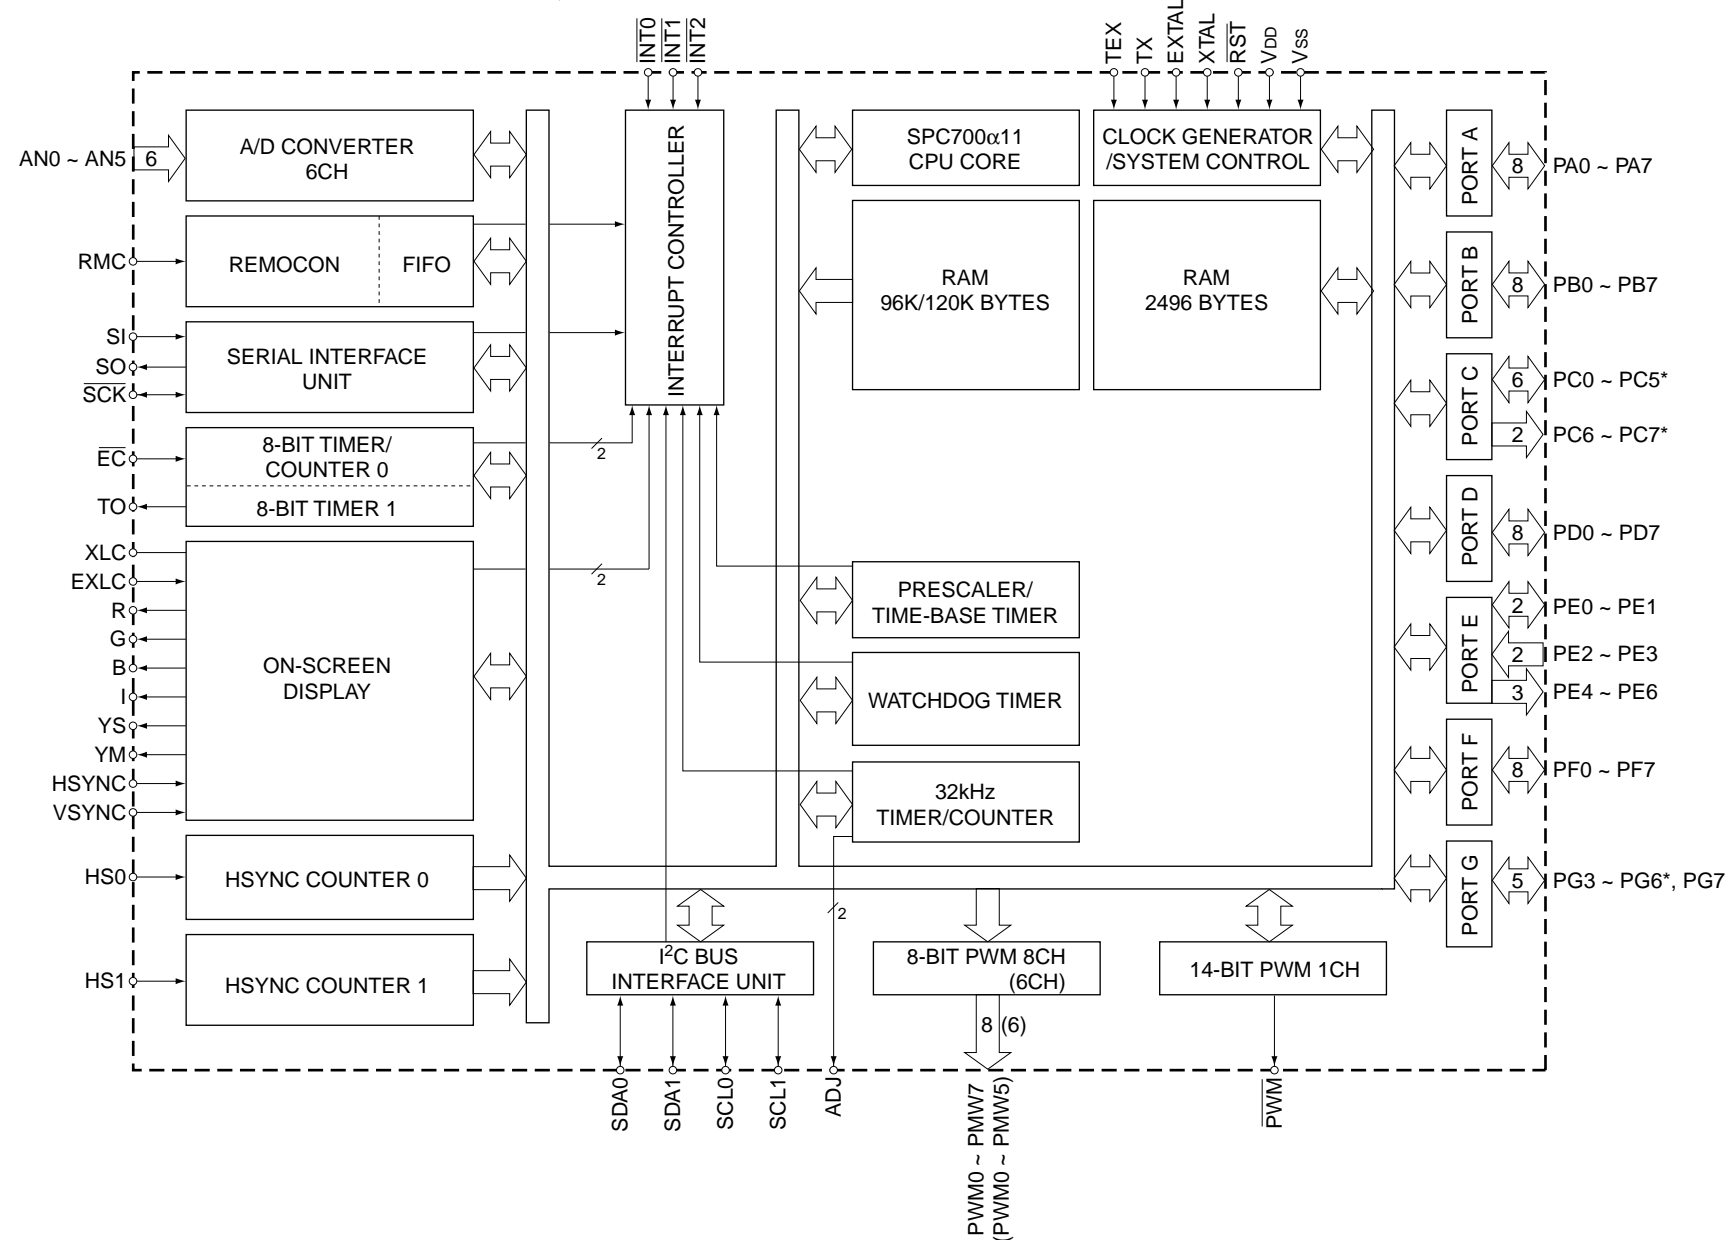 INT0
INT1
INT2
TEX
TX
EXTAL
XTAL
RST
VDD
VSS
AN0 ~ AN5
6
A/D CONVERTER
6CH
RMC
REMOCON
FIFO
SI
SO
SCK
SERIAL INTERFACE
UNIT
EC
TO
8-BIT TIMER/
COUNTER 0
8-BIT TIMER 1
2
XLC
EXLC
R
G
B
I
YS
YM
HSYNC
VSYNC
ON-SCREEN
DISPLAY
2
HS0
HSYNC COUNTER 0
HS1
HSYNC COUNTER 1
INTERRUPT CONTROLLER
SPC700α11
CPU CORE
CLOCK GENERATOR
/SYSTEM CONTROL
RAM
96K/120K BYTES
RAM
2496 BYTES
PRESCALER/
TIME-BASE TIMER
WATCHDOG TIMER
32kHz
TIMER/COUNTER
2
I2C BUS
INTERFACE UNIT
8-BIT PWM 8CH
(6CH)
14-BIT PWM 1CH
8 (6)
SDA0
SDA1
SCL0
SCL1
ADJ
PWM0 ~ PMW7
(PWM0 ~ PMW5)
PWM
PORT A
8
PA0 ~ PA7
PORT B
8
PB0 ~ PB7
PORT C
6
PC0 ~ PC5*
2
PC6 ~ PC7*
PORT D
8
PD0 ~ PD7
PORT E
2
PE0 ~ PE1
2
PE2 ~ PE3
3
PE4 ~ PE6
PORT F
8
PF0 ~ PF7
PORT G
5
PG3 ~ PG6*, PG7